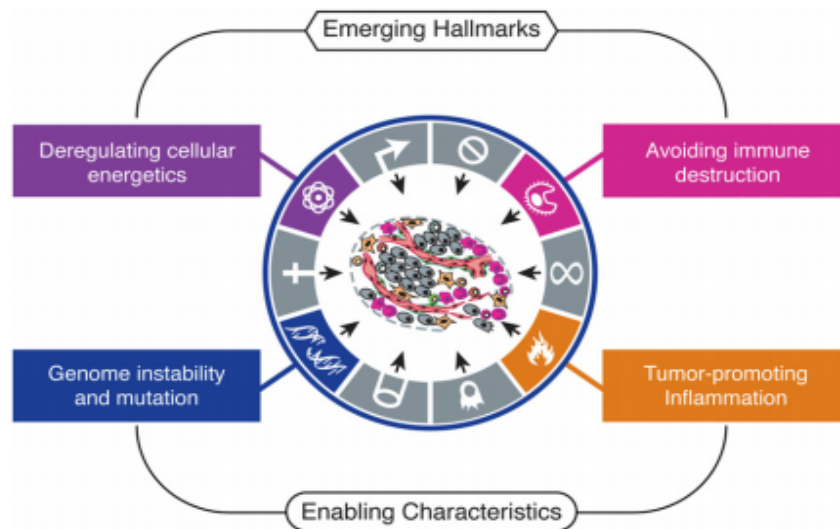 Emerging Hallmarks
Deregulating cellular
energetics
Avoiding immune
destruction
Genome instability
and mutation
Tumor-promoting
Inflammation
Enabling Characteristics